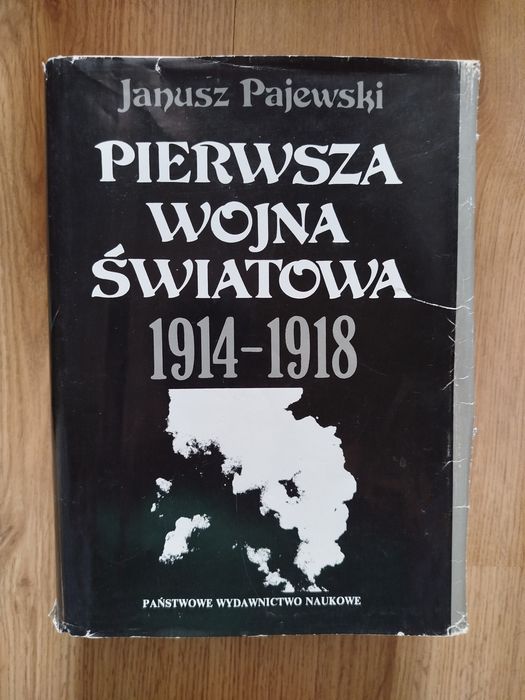 Janusz Pajewski
PIERWSZA
WOJNA
ŚWIATOWA
1914-1918
PAŃSTWOWE WYDAWNICTWO NAUKOWE